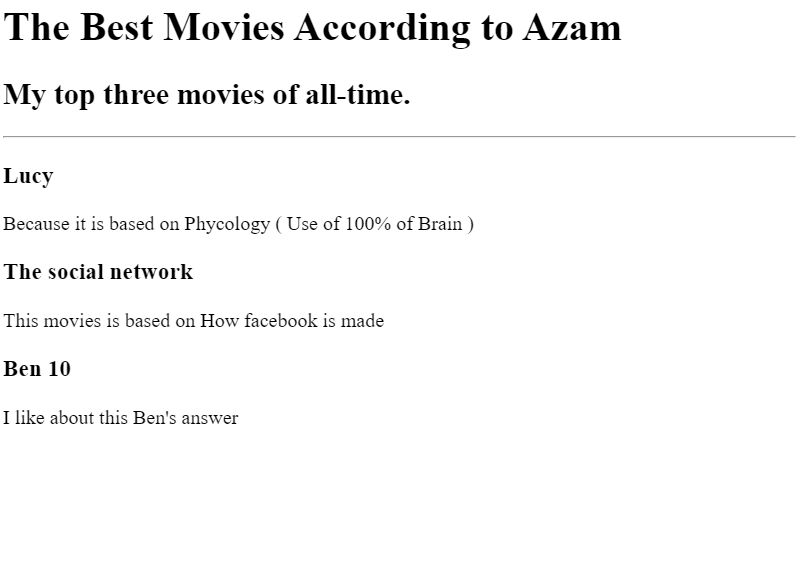 The Best Movies According to Azam
My top three movies of all-time.
Lucy
Because it is based on Phycology ( Use of 100% of Brain )
The social network
This movies is based on How facebook is made
Ben 10
I like about this Ben's answer